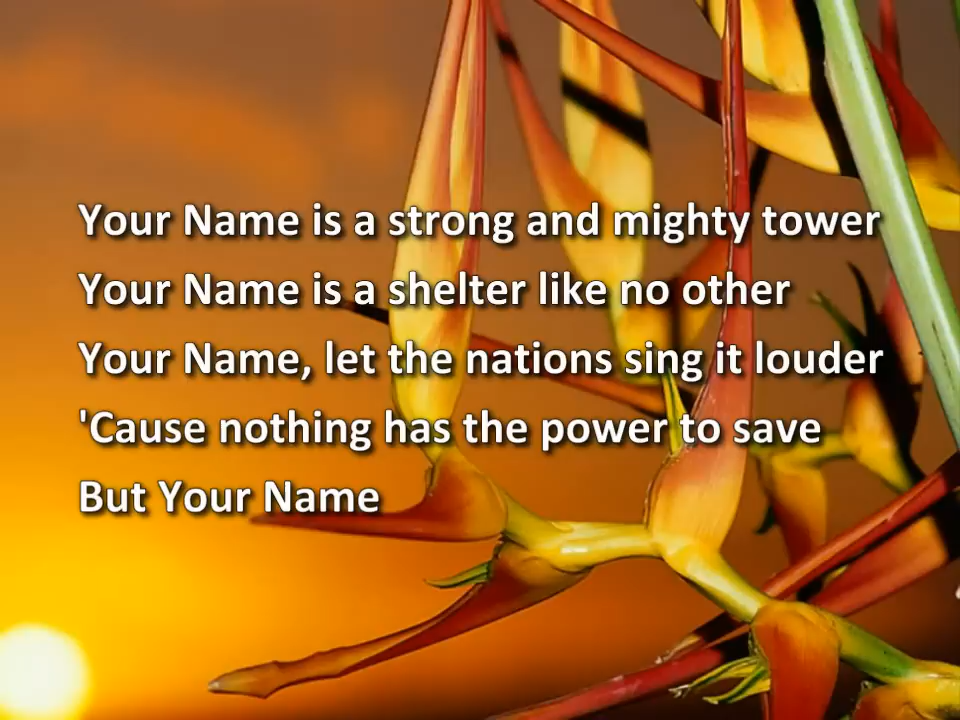 Your Name is a strong and mighty tower
Your Name is a shelter like no other
Your Name, let the nations sing it louder
'Cause nothing has the power to save
But Your Name